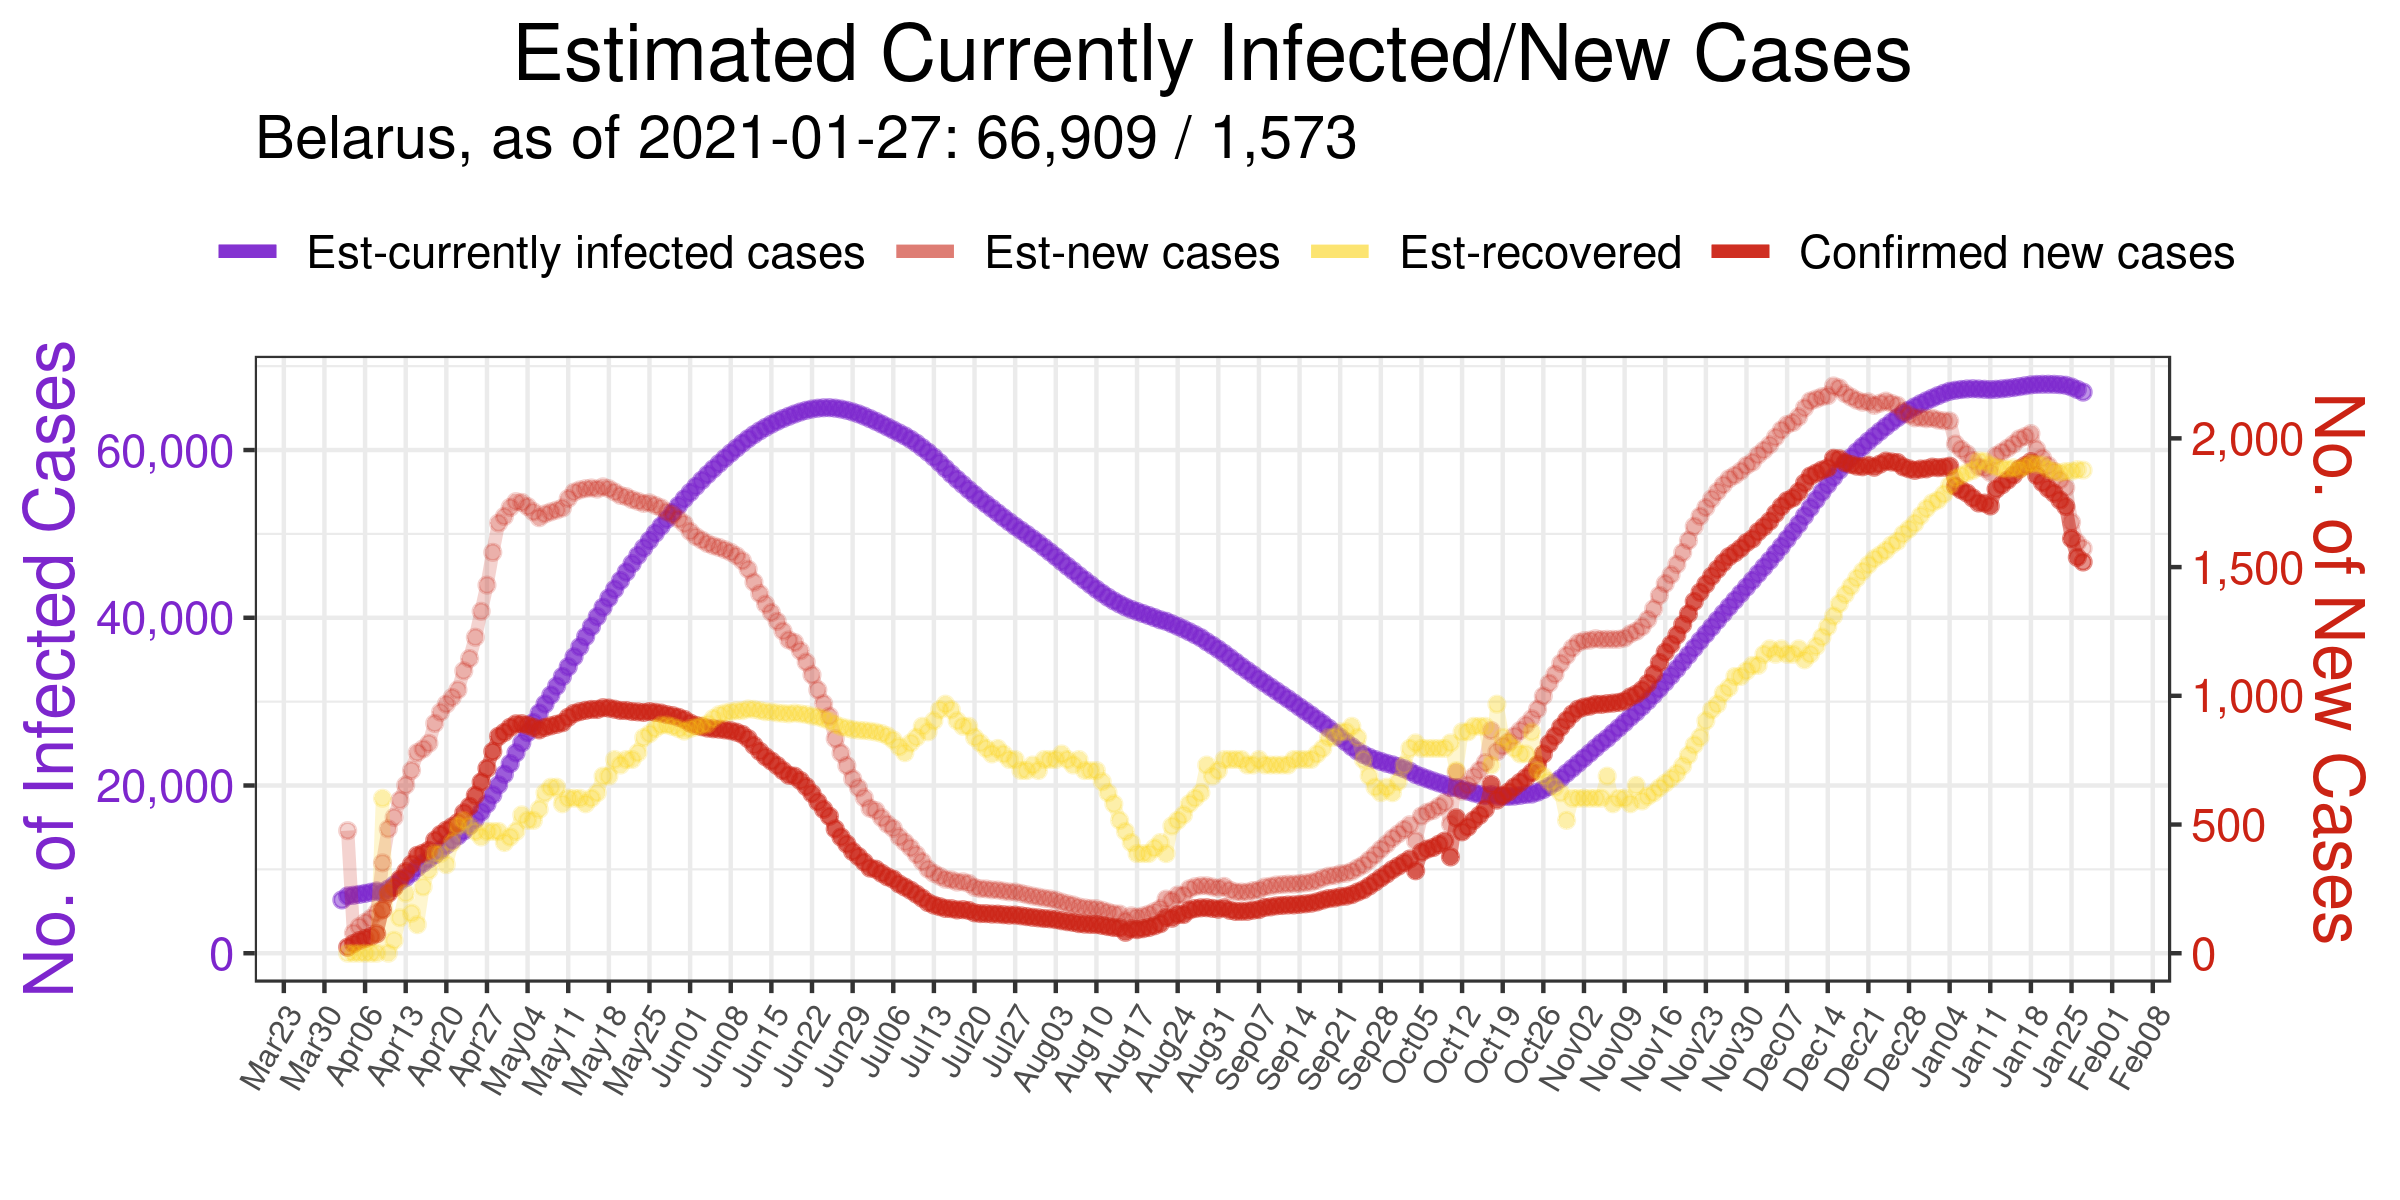 Estimated Currently Infected/New Cases
Belarus, as of 2021-01-27: 66,909 / 1,573
Est-currently infected cases Est-new cases Est-recovered Confirmed new cases
No. of Infected Cases
60,000
40,000
20,000
0
2,000
1,500
1,000
500
0
No. of New Cases
Mar23 Mar30 Apr06 Apr13 Apr20 Apr27 May04 May11 May18 May25 Jun01 Jun08 Jun15 Jun22 Jun29 Jul06 Jul13 Jul20 Jul27 Aug03 Aug10 Aug17 Aug24 Aug31 Sep07 Sep14 Sep21 Sep28 Oct05 Oct12 Oct19 Oct26 Nov02 Nov09 Nov16 Nov23 Nov30 Dec07 Dec14 Dec21 Dec28 Jan04 Jan11 Jan18 Jan25 Feb01 Feb08